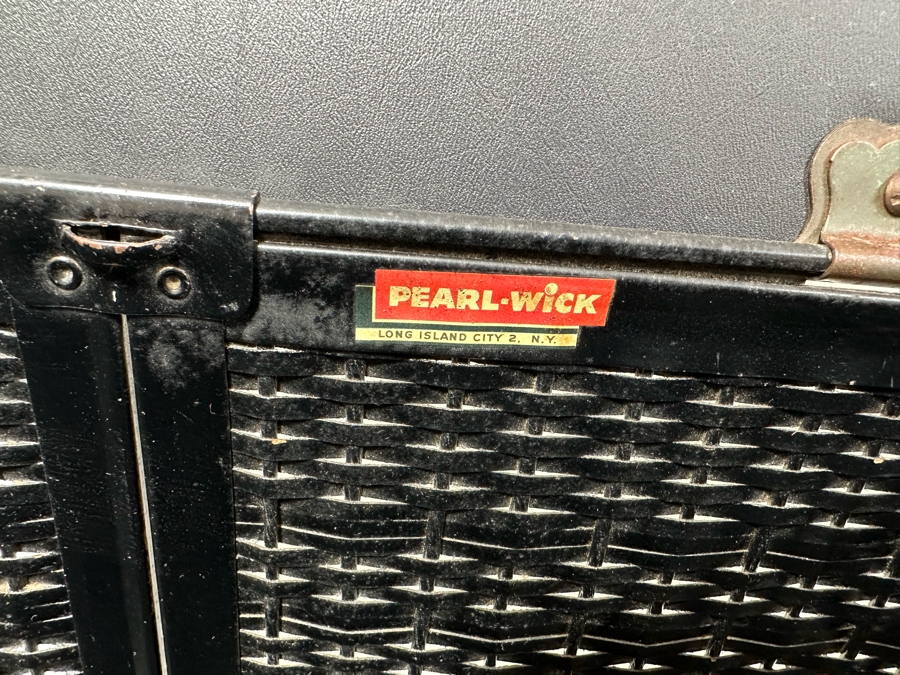 PEARL-WICK
LONG ISLAND CITY 2, N.Y.